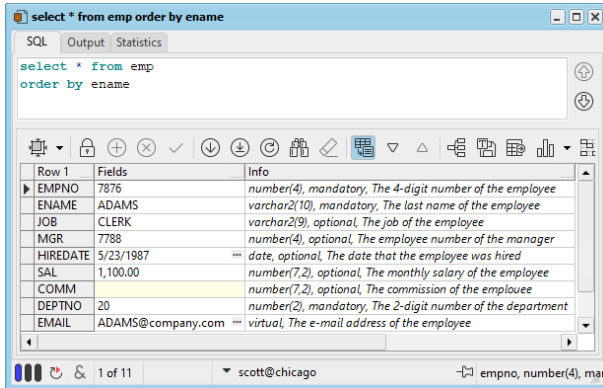 select * from emp order by ename
SQL Output Statistics
select * from emp
order by ename
Row 1 Fields Info
EMPNO 7876 number(4), mandatory, The 4-digit number of the employee
ENAME ADAMS varchar2(10), mandatory, The last name of the employee
JOB CLERK varchar2(9), optional, The job of the employee
MGR 7788 number(4), optional, The employee number of the manager
HIREDATE 5/23/1987 ... date, optional, The date that the employee was hired
SAL 1,100.00 number(7,2), optional, The monthly salary of the employee
COMM number(7,2), optional, The commission of the emplouee
DEPTNO 20 number(2), mandatory, The 2-digit number of the department
EMAIL ADAMS@company.com ... virtual, The e-mail address of the employee
& 1 of 11 scott@chicago empno, number(4), ma